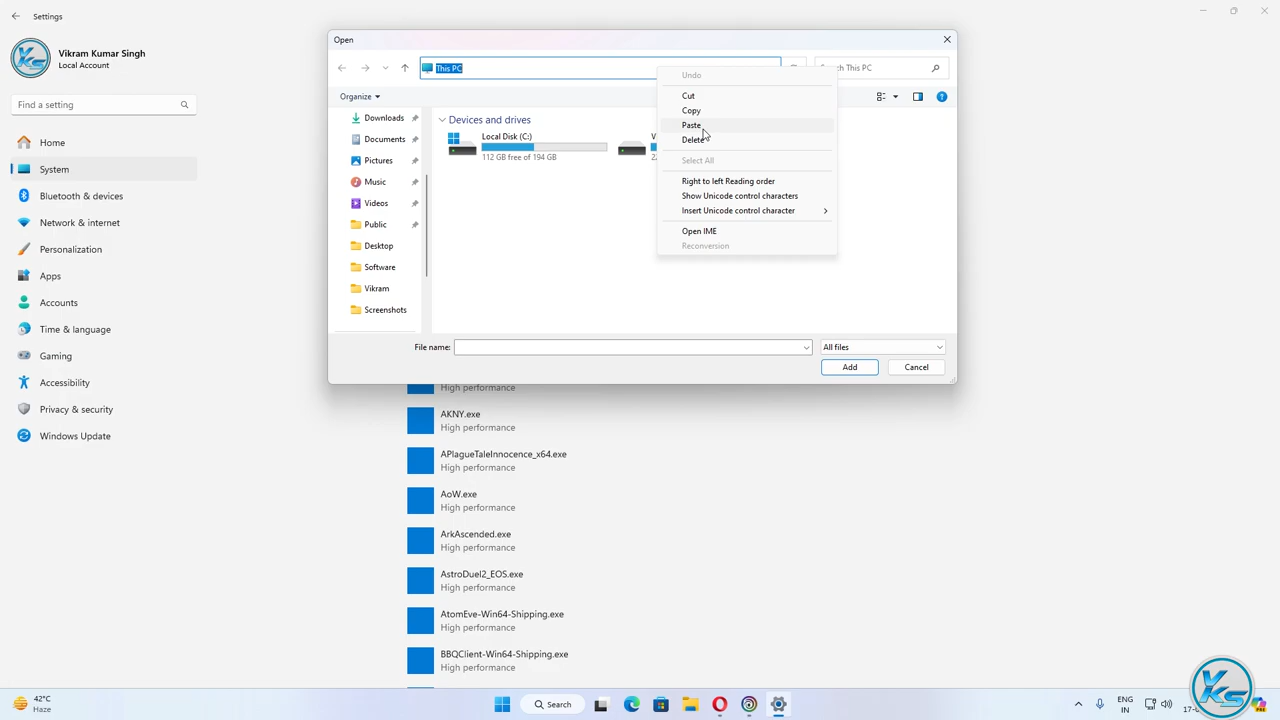 Settings
Vikram Kumar Singh
Local Account
Find a setting
Home
System
Bluetooth & devices
Network & internet
Personalization
Apps
Accounts
Time & language
Gaming
Accessibility
Privacy & security
Windows Update
Open
This PC
ch This PC
Organize
Downloads
Documents
Pictures
Music
Videos
Public
Desktop
Software
Vikram
Screenshots
Devices and drives
Local Disk (C:)
112 GB free of 194 GB
Undo
Cut
Copy
Paste
Delete
Select All
Right to left Reading order
Show Unicode control characters
Insert Unicode control character
Open IME
Reconversion
File name:
All files
Add
Cancel
High performance
AKNY.exe
High performance
APlagueTaleInnocence_x64.exe
High performance
AoW.exe
High performance
ArkAscended.exe
High performance
AstroDuel2_EOS.exe
High performance
AtomEve-Win64-Shipping.exe
High performance
BBQClient-Win64-Shipping.exe
High performance
42°C
Haze
Search
ENG
IN
KS